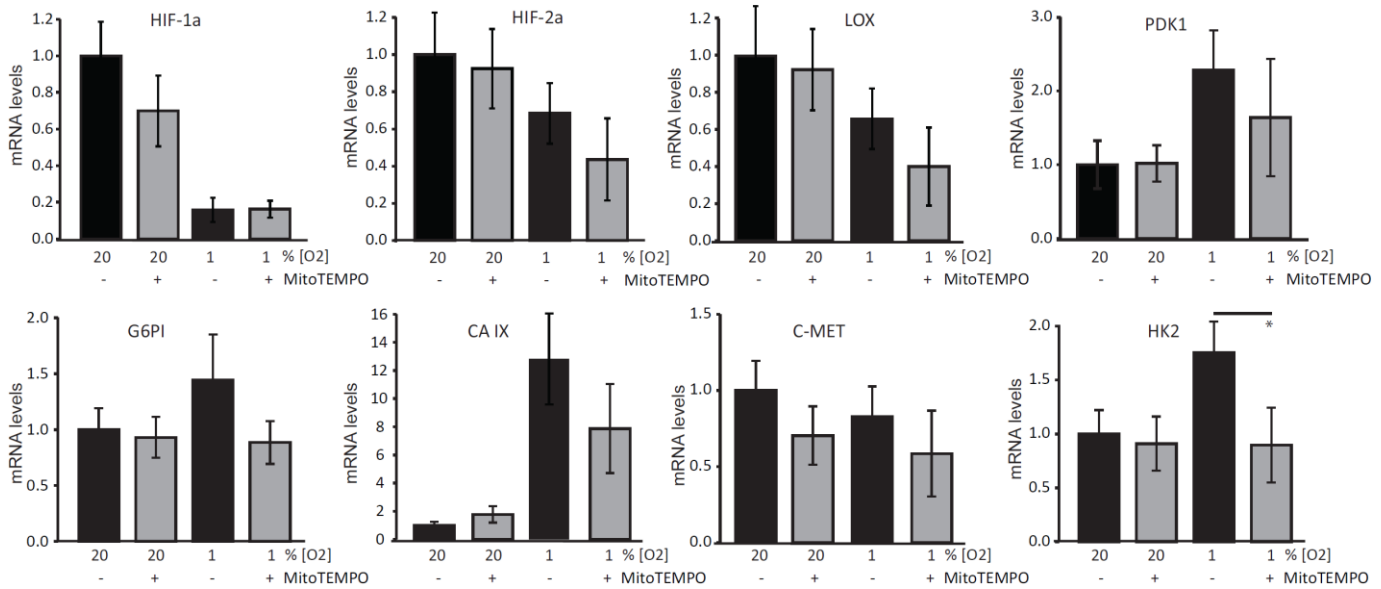 HIF-1a
mRNA levels
1.2
1.0
0.8
0.6
0.4
0.2
0.0
20 20 1 1 % [O2]
- + - + MitoTEMPO
HIF-2a
mRNA levels
1.2
1.0
0.8
0.6
0.4
0.2
0.0
20 20 1 1 % [O2]
- + - + MitoTEMPO
LOX
mRNA levels
1.2
1.0
0.8
0.6
0.4
0.2
0.0
20 20 1 1 % [O2]
- + - + MitoTEMPO
PDK1
mRNA levels
3.0
2.0
1.0
0.0
20 20 1 1 % [O2]
- + - + MitoTEMPO
G6PI
mRNA levels
2.0
1.5
1.0
0.5
0.0
20 20 1 1 % [O2]
- + - + MitoTEMPO
CA IX
mRNA levels
16
14
12
10
8
6
4
2
0
20 20 1 1 % [O2]
- + - + MitoTEMPO
C-MET
mRNA levels
1.5
1.0
0.5
0.0
20 20 1 1 % [O2]
- + - + MitoTEMPO
HK2
*
mRNA levels
2.0
1.5
1.0
0.5
0.0
20 20 1 1 % [O2]
- + - + MitoTEMPO